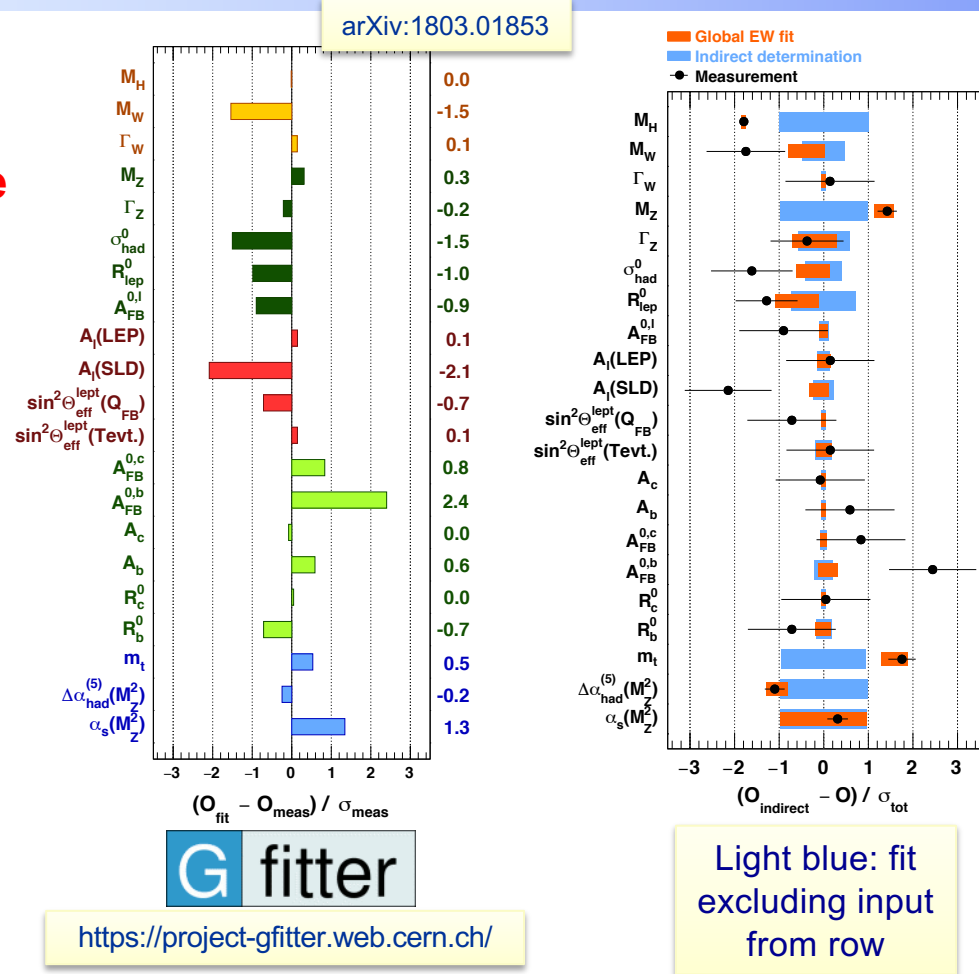 arXiv:1803.01853
e
M_H 0.0
M_W -1.5
Γ_W 0.1
M_Z 0.3
Γ_Z -0.2
σ^0_had -1.5
R^0_lep -1.0
A^{0,l}_FB -0.9
A_l(LEP) 0.1
A_l(SLD) -2.1
sin²Θ^lept_eff(Q_FB) -0.7
sin²Θ^lept_eff(Tevt.) 0.1
A^{0,c}_FB 0.8
A^{0,b}_FB 2.4
A_c 0.0
A_b 0.6
R^0_c 0.0
R^0_b -0.7
m_t 0.5
Δα^(5)_had(M²_Z) -0.2
α_s(M²_Z) 1.3
-3 -2 -1 0 1 2 3
(O_fit − O_meas) / σ_meas
G fitter
https://project-gfitter.web.cern.ch/
Global EW fit
Indirect determination
Measurement
M_H
M_W
Γ_W
M_Z
Γ_Z
σ^0_had
R^0_lep
A^{0,l}_FB
A_l(LEP)
A_l(SLD)
sin²Θ^lept_eff(Q_FB)
sin²Θ^lept_eff(Tevt.)
A_c
A_b
A^{0,c}_FB
A^{0,b}_FB
R^0_c
R^0_b
m_t
Δα^(5)_had(M²_Z)
α_s(M²_Z)
−3 −2 −1 0 1 2 3
(O_indirect − O) / σ_tot
Light blue: fit
excluding input
from row